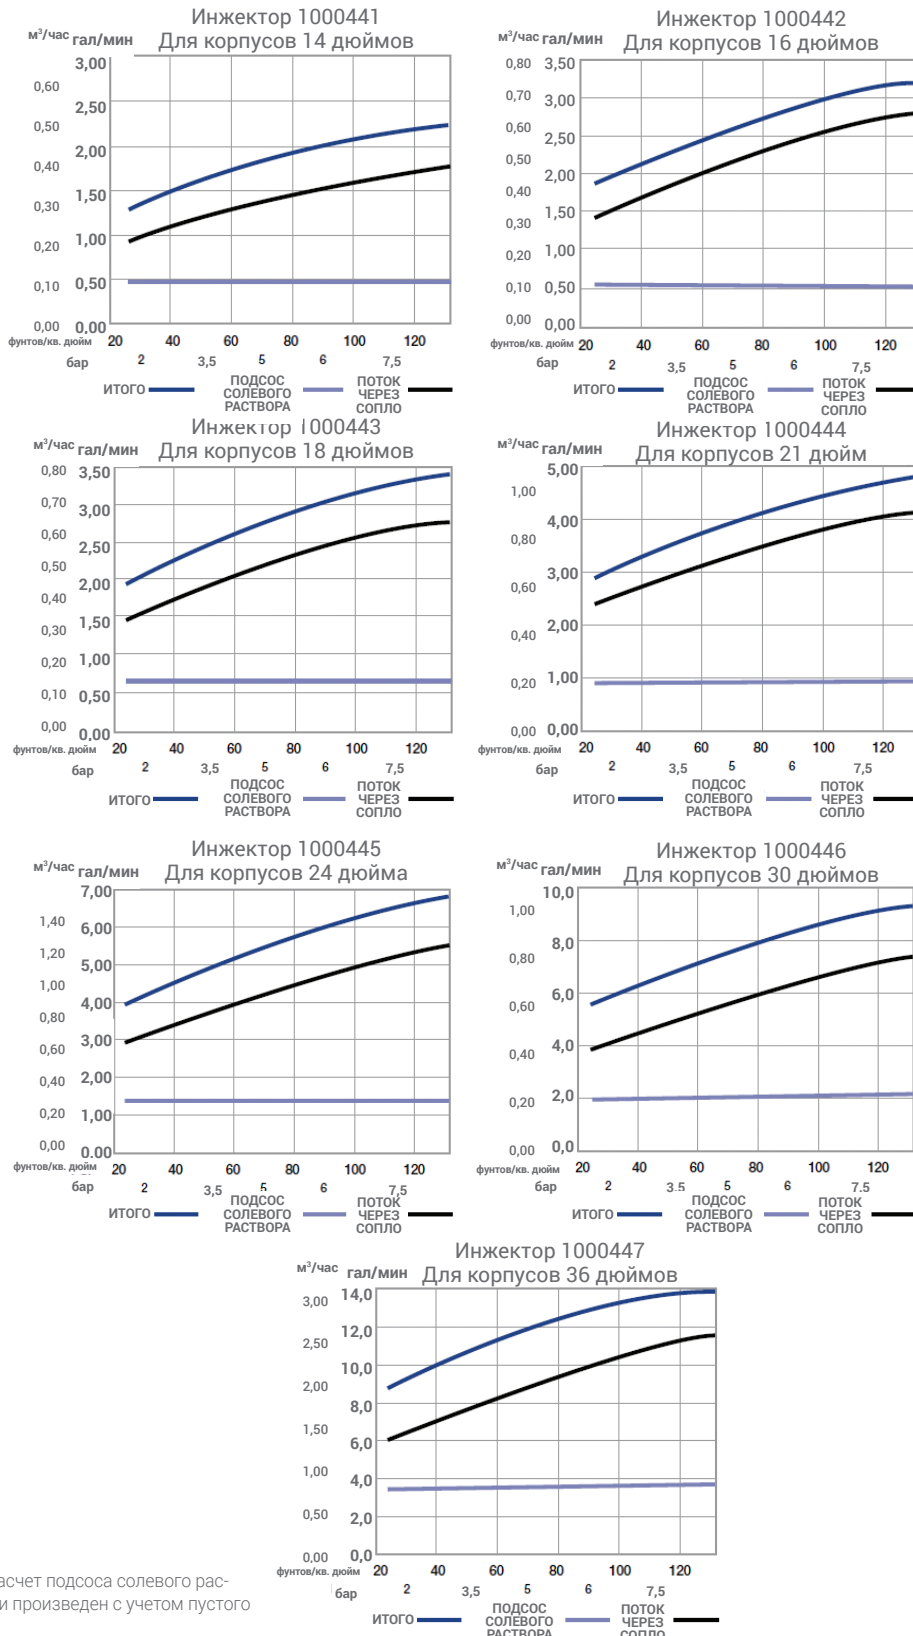 Инжектор 1000441
Для корпусов 14 дюймов
м³/час гал/мин
3,00
0,60
2,50
0,50
2,00
0,40
1,50
0,30
1,00
0,20
0,50
0,10
0,00
0,00
фунтов/кв. дюйм 20 40 60 80 100 120
бар 2 3,5 5 6 7,5
ИТОГО ПОДСОС СОЛЕВОГО РАСТВОРА ПОТОК ЧЕРЕЗ СОПЛО
Инжектор 1000442
Для корпусов 16 дюймов
м³/час гал/мин
0,80 3,50
0,70 3,00
0,60 2,50
0,50 2,00
0,40 1,50
0,30 1,00
0,20
0,10 0,50
0,00 0,00
фунтов/кв. дюйм 20 40 60 80 100 120
бар 2 3,5 5 6 7,5
ИТОГО ПОДСОС СОЛЕВОГО РАСТВОРА ПОТОК ЧЕРЕЗ СОПЛО
Инжектор 1000443
Для корпусов 18 дюймов
м³/час гал/мин
0,80 3,50
0,70 3,00
0,60 2,50
0,50 2,00
0,40 1,50
0,30 1,00
0,20
0,10 0,50
0,00 0,00
фунтов/кв. дюйм 20 40 60 80 100 120
бар 2 3,5 5 6 7,5
ИТОГО ПОДСОС СОЛЕВОГО РАСТВОРА ПОТОК ЧЕРЕЗ СОПЛО
Инжектор 1000444
Для корпусов 21 дюйм
м³/час гал/мин
5,00
1,00
4,00
0,80
3,00
0,60
2,00
0,40
1,00
0,20
0,00 0,00
фунтов/кв. дюйм 20 40 60 80 100 120
бар 2 3,5 5 6 7,5
ИТОГО ПОДСОС СОЛЕВОГО РАСТВОРА ПОТОК ЧЕРЕЗ СОПЛО
Инжектор 1000445
Для корпусов 24 дюйма
м³/час гал/мин
7,00
1,40 6,00
1,20 5,00
1,00 4,00
0,80 3,00
0,60 2,00
0,40
0,20 1,00
0,00 0.00
фунтов/кв. дюйм 20 40 60 80 100 120
бар 2 3,5 5 6 7,5
ИТОГО ПОДСОС СОЛЕВОГО РАСТВОРА ПОТОК ЧЕРЕЗ СОПЛО
Инжектор 1000446
Для корпусов 30 дюймов
м³/час гал/мин
10,0
1,00
8,0
0,80
6,0
0,60
4,0
0,40
2,0
0,20
0,00 0,0
фунтов/кв. дюйм 20 40 60 80 100 120
бар 2 3.5 5 6 7.5
ИТОГО ПОДСОС СОЛЕВОГО РАСТВОРА ПОТОК ЧЕРЕЗ СОПЛО
Инжектор 1000447
Для корпусов 36 дюймов
м³/час гал/мин
3,00 14,0
2,50 12,0
2,00 10,0
1,50 8,0
6,0
1,00 4,0
0,50 2,0
0,00 0,0
фунтов/кв. дюйм 20 40 60 80 100 120
бар 2 3,5 5 6 7,5
ИТОГО ПОДСОС СОЛЕВОГО РАСТВОРА ПОТОК ЧЕРЕЗ СОПЛО
асчет подсоса солевого рас-
и произведен с учетом пустого